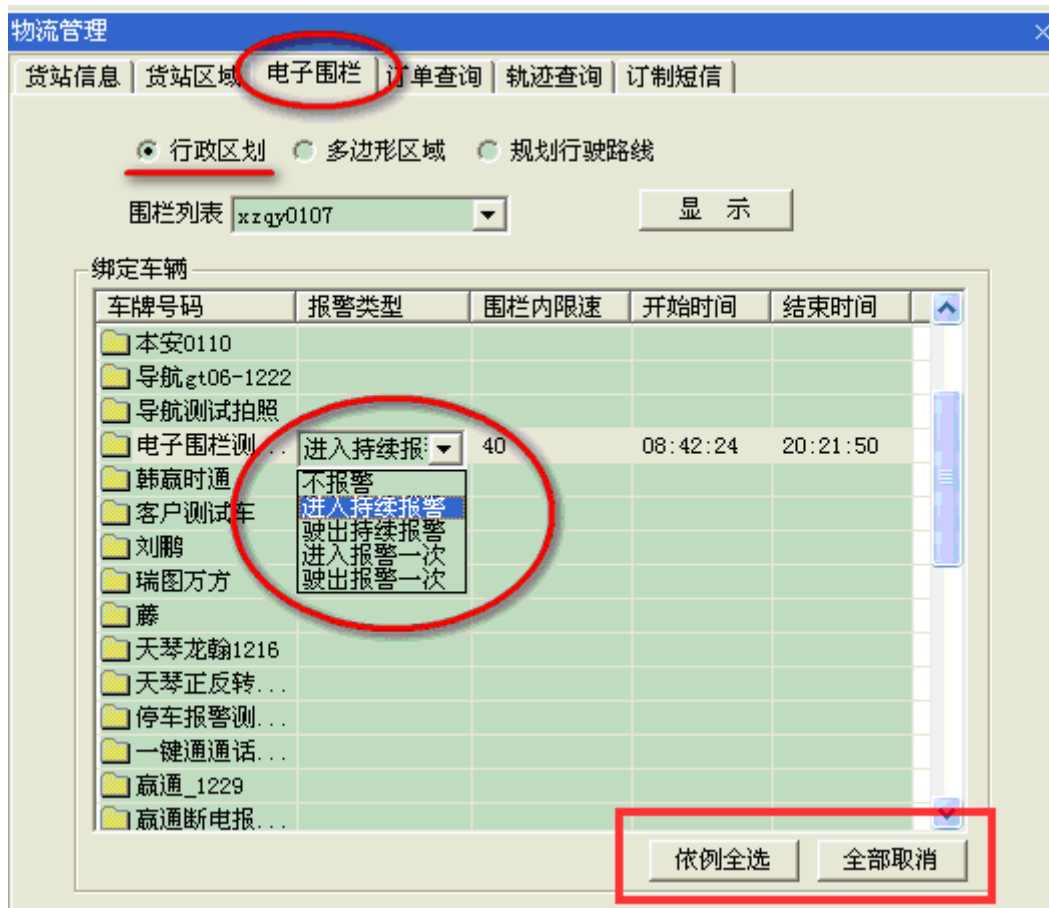 物流管理
货站信息 货站区域 电子围栏 订单查询 轨迹查询 订制短信
行政区划 多边形区域 规划行驶路线
围栏列表 xzqy0107 显 示
绑定车辆
车牌号码 报警类型 围栏内限速 开始时间 结束时间
本安0110
导航gt06-1222
导航测试拍照
电子围栏测... 进入持续报 40 08:42:24 20:21:50
韩嬴时通 不报警
进入持续报警
客户测试车
驶出持续报警
刘鹏 进入报警一次
瑞图万方 驶出报警一次
藤
天琴龙翰1216
天琴正反转...
停车报警测...
一键通通话...
嬴通_1229
嬴通断电报...
依例全选 全部取消